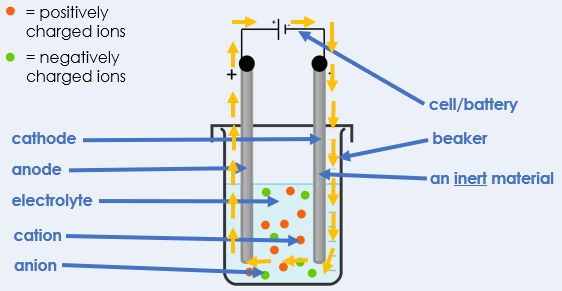 = positively
charged ions
= negatively
charged ions
+ -
+ -
cell/battery
cathode
beaker
anode
an inert material
electrolyte
cation
anion